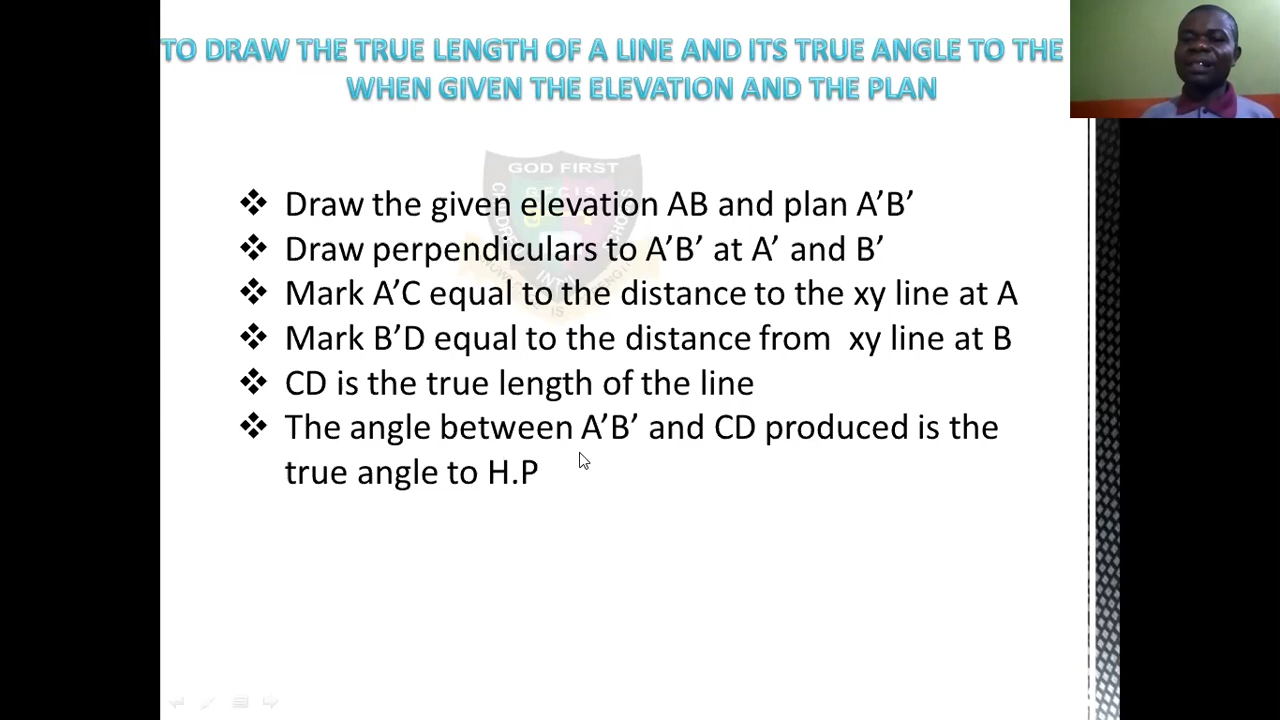 TO DRAW THE TRUE LENGTH OF A LINE AND ITS TRUE ANGLE TO THE
WHEN GIVEN THE ELEVATION AND THE PLAN
GOD FIRST
❖ Draw the given elevation AB and plan A’B’
❖ Draw perpendiculars to A’B’ at A’ and B’
❖ Mark A’C equal to the distance to the xy line at A
❖ Mark B’D equal to the distance from xy line at B
❖ CD is the true length of the line
❖ The angle between A’B’ and CD produced is the
true angle to H.P